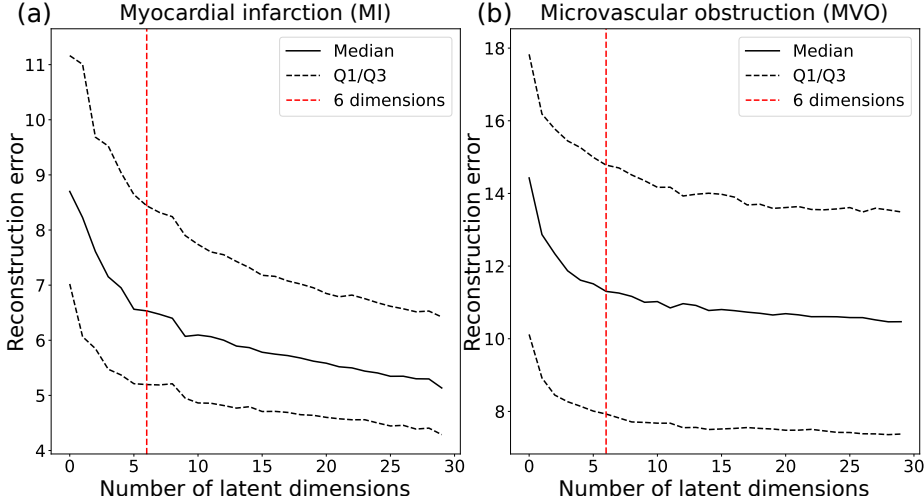 (a) Myocardial infarction (MI)
Reconstruction error
11
10
9
8
7
6
5
4
Median
Q1/Q3
6 dimensions
0 5 10 15 20 25 30
Number of latent dimensions
(b) Microvascular obstruction (MVO)
Reconstruction error
18
16
14
12
10
8
Median
Q1/Q3
6 dimensions
0 5 10 15 20 25 30
Number of latent dimensions